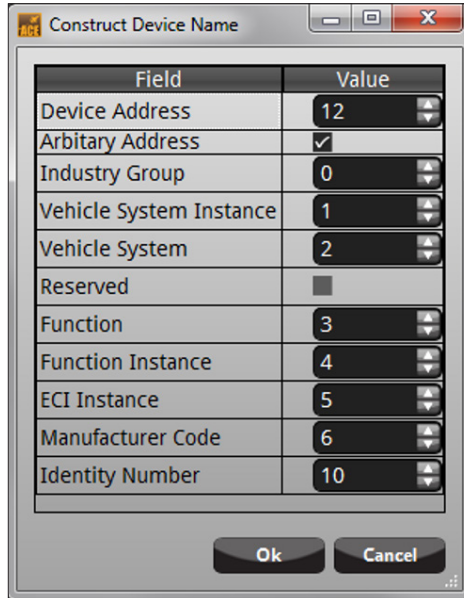 ACE Construct Device Name
Field Value
Device Address 12
Arbitary Address
Industry Group 0
Vehicle System Instance 1
Vehicle System 2
Reserved
Function 3
Function Instance 4
ECI Instance 5
Manufacturer Code 6
Identity Number 10
Ok Cancel